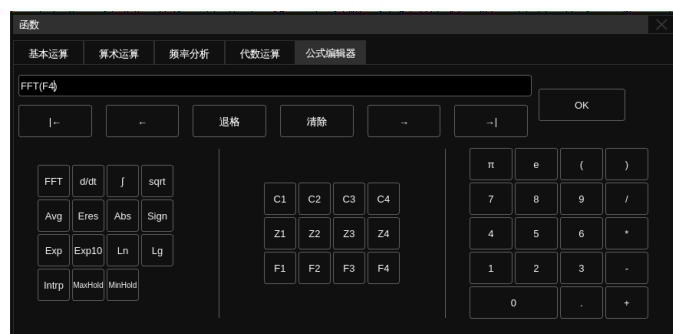 函数
基本运算 算术运算 频率分析 代数运算 公式编辑器
FFT(F4)
OK
|← ← 退格 清除 → →|
π e ( )
FFT d/dt ∫ sqrt
C1 C2 C3 C4
7 8 9 /
Avg Eres Abs Sign
Z1 Z2 Z3 Z4
4 5 6 *
Exp Exp10 Ln Lg
F1 F2 F3 F4
1 2 3 -
Intrp MaxHold MinHold
0 . +